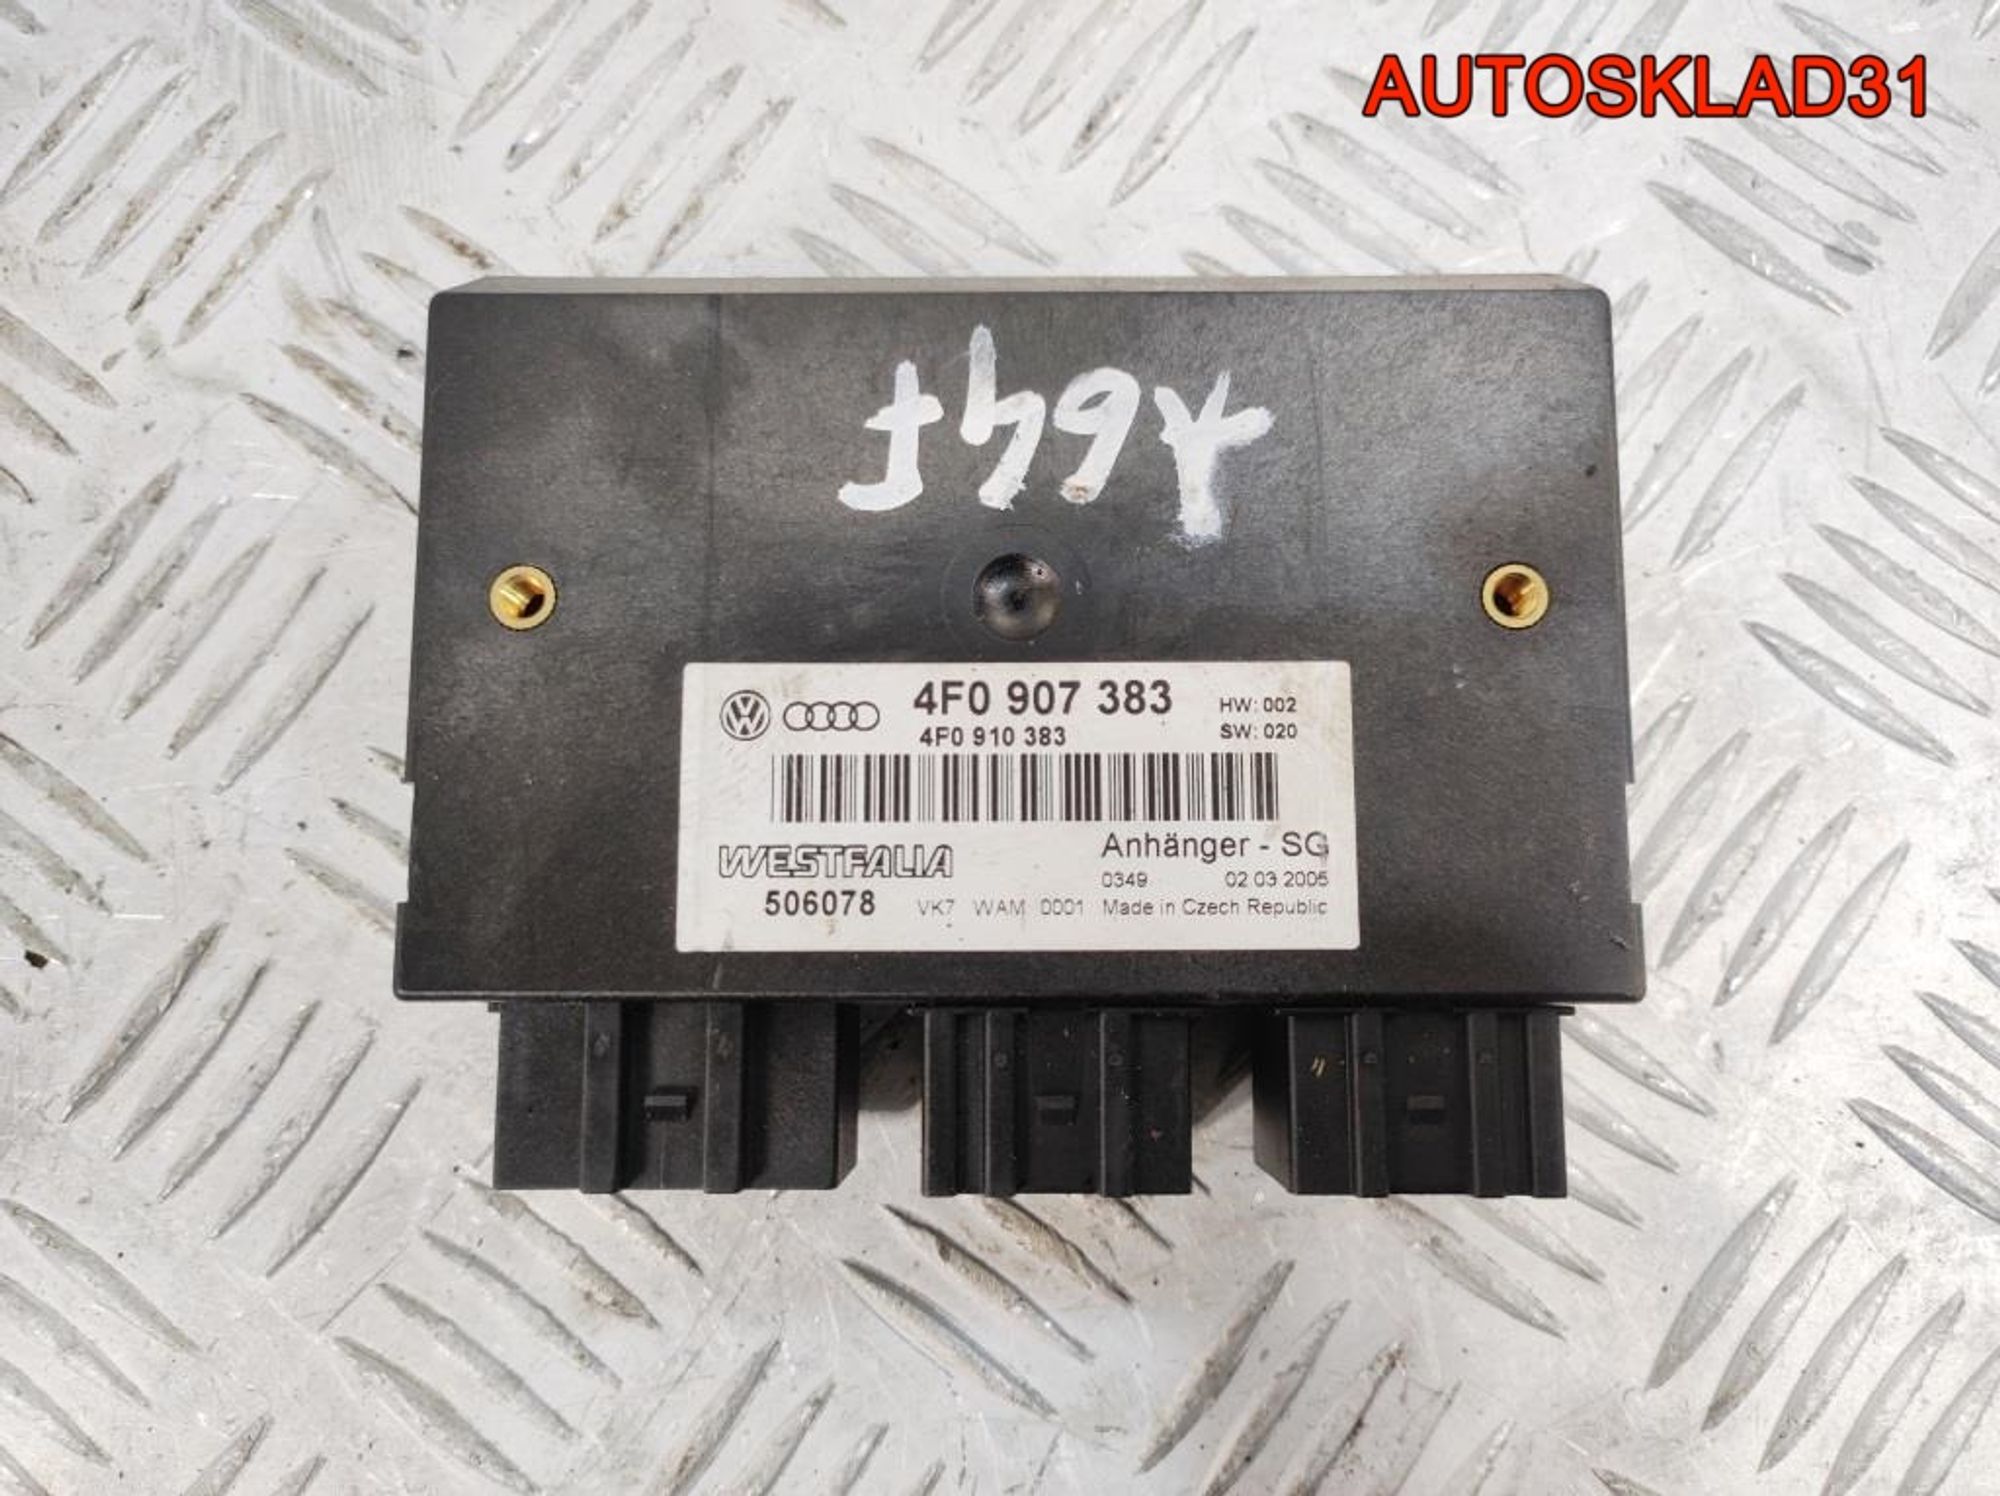 AUTOSKLAD31
A64F
4F0 907 383 HW: 002
4F0 910 383 SW: 020
WESTFALIA Anhänger - SG
0349 02 03 2005
506078 VK7 WAM 0001 Made in Czech Republic